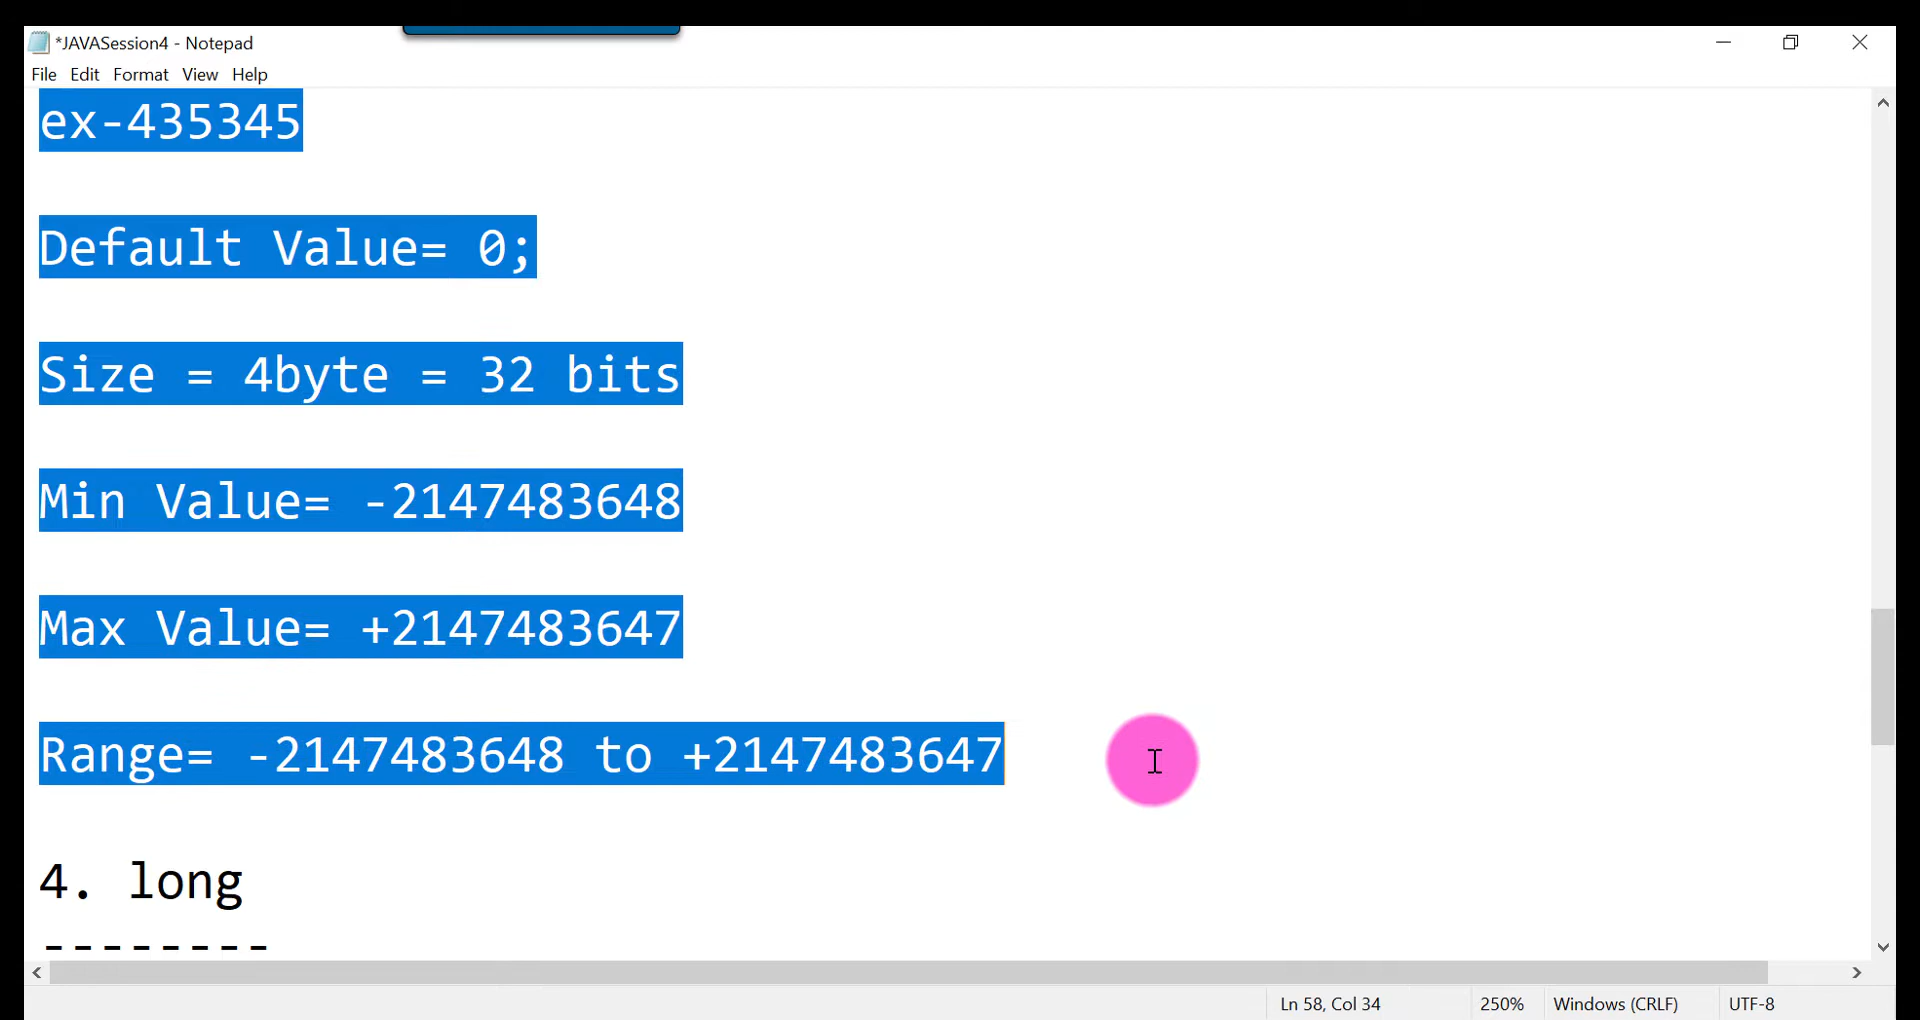 *JAVASession4 - Notepad
File Edit Format View Help
ex-435345
Default Value= 0;
Size = 4byte = 32 bits
Min Value= -2147483648
Max Value= +2147483647
Range= -2147483648 to +2147483647
4. long
--------
Ln 58, Col 34 250% Windows (CRLF) UTF-8